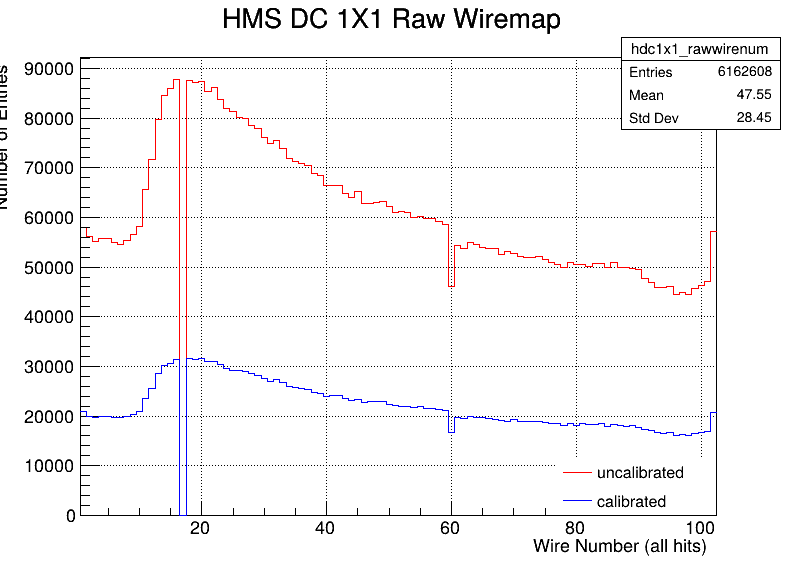 HMS DC 1X1 Raw Wiremap
hdc1x1_rawwirenum
Entries 6162608
Mean 47.55
Std Dev 28.45
Number of Entries
90000
80000
70000
60000
50000
40000
30000
20000
10000
0
20 40 60 80 100
Wire Number (all hits)
uncalibrated
calibrated